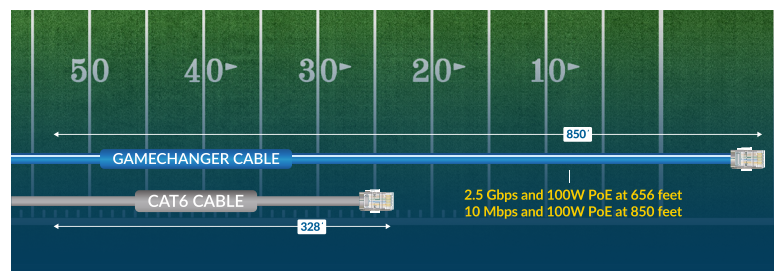 50 40 30 20 10
850'
GAMECHANGER CABLE
CAT6 CABLE
2.5 Gbps and 100W PoE at 656 feet
10 Mbps and 100W PoE at 850 feet
328'